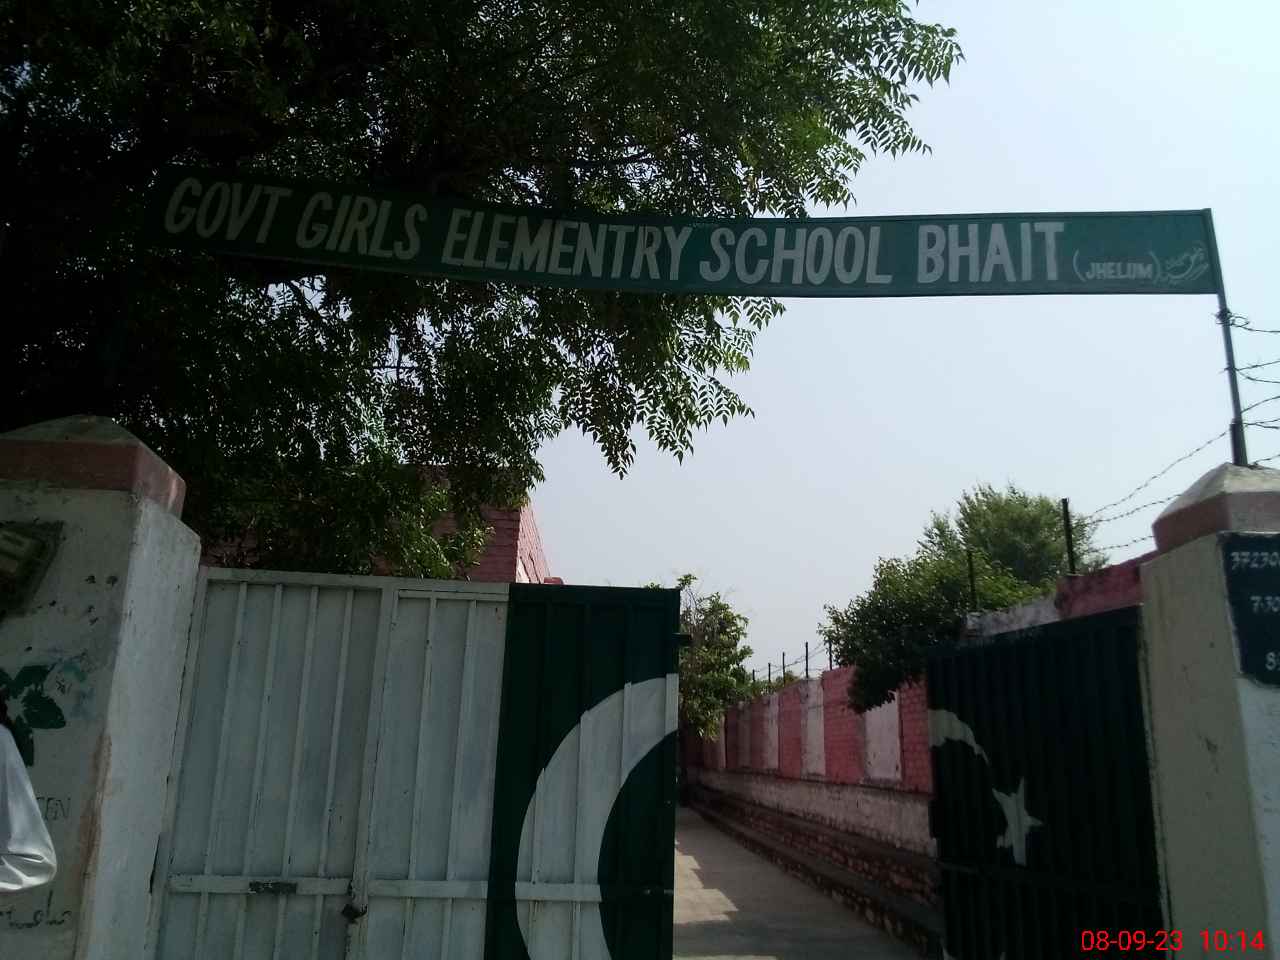 GOVT GIRLS ELEMENTRY SCHOOL BHAIT (JHELUM)
08-09-23 10:14